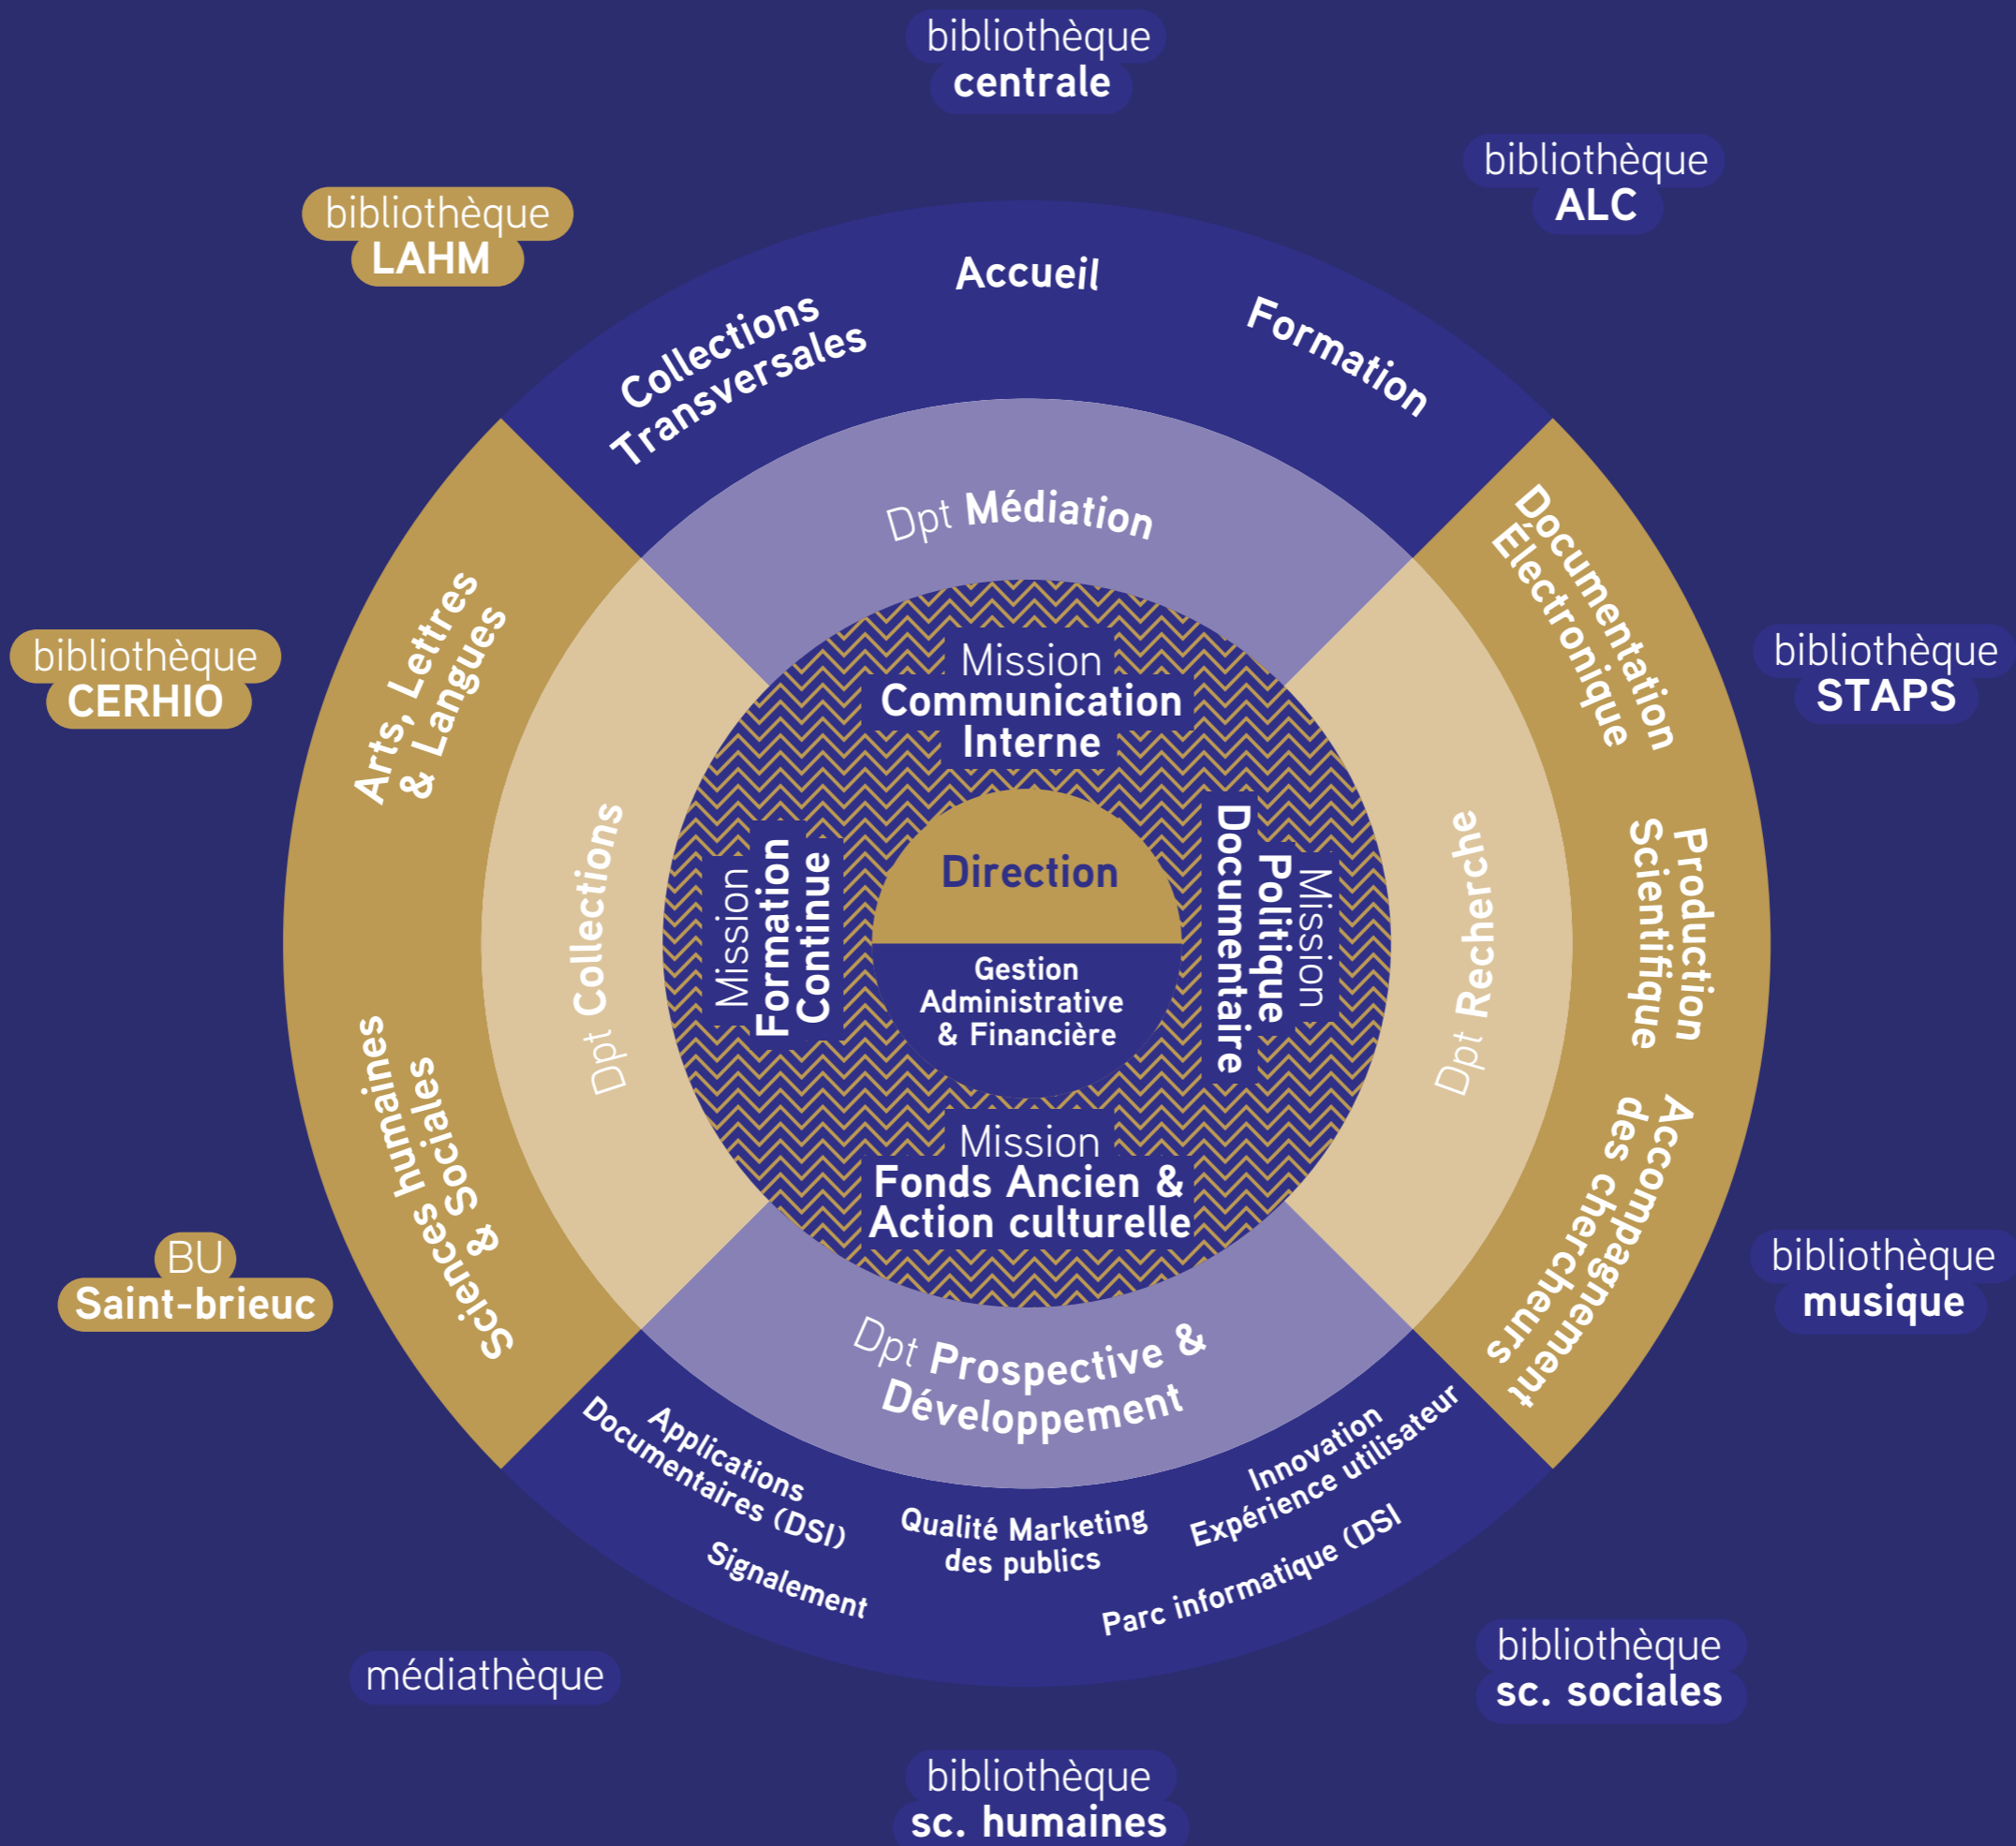 bibliothèque
centrale
bibliothèque
ALC
bibliothèque
LAHM
bibliothèque
CERHIO
bibliothèque
STAPS
BU
Saint-brieuc
bibliothèque
musique
médiathèque
bibliothèque
sc. sociales
bibliothèque
sc. humaines
Collections
Transversales
Accueil
Formation
Dpt Médiation
Documentation
Électronique
Production
Scientifique
Accompagnement
des chercheurs
Dpt Recherche
Arts, Lettres
& Langues
Sciences humaines
& Sociales
Dpt Collections
Mission
Communication
Interne
Mission
Formation
Continue
Mission
Politique
Documentaire
Direction
Gestion
Administrative
& Financière
Mission
Fonds Ancien &
Action culturelle
Dpt Prospective &
Développement
Applications
Documentaires (DSI)
Signalement
Qualité Marketing
des publics
Innovation
Expérience utilisateur
Parc informatique (DSI